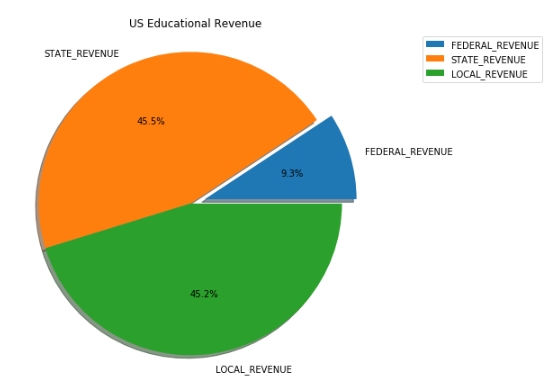 US Educational Revenue
FEDERAL_REVENUE
STATE_REVENUE
LOCAL_REVENUE
STATE_REVENUE
45.5%
FEDERAL_REVENUE
9.3%
45.2%
LOCAL_REVENUE